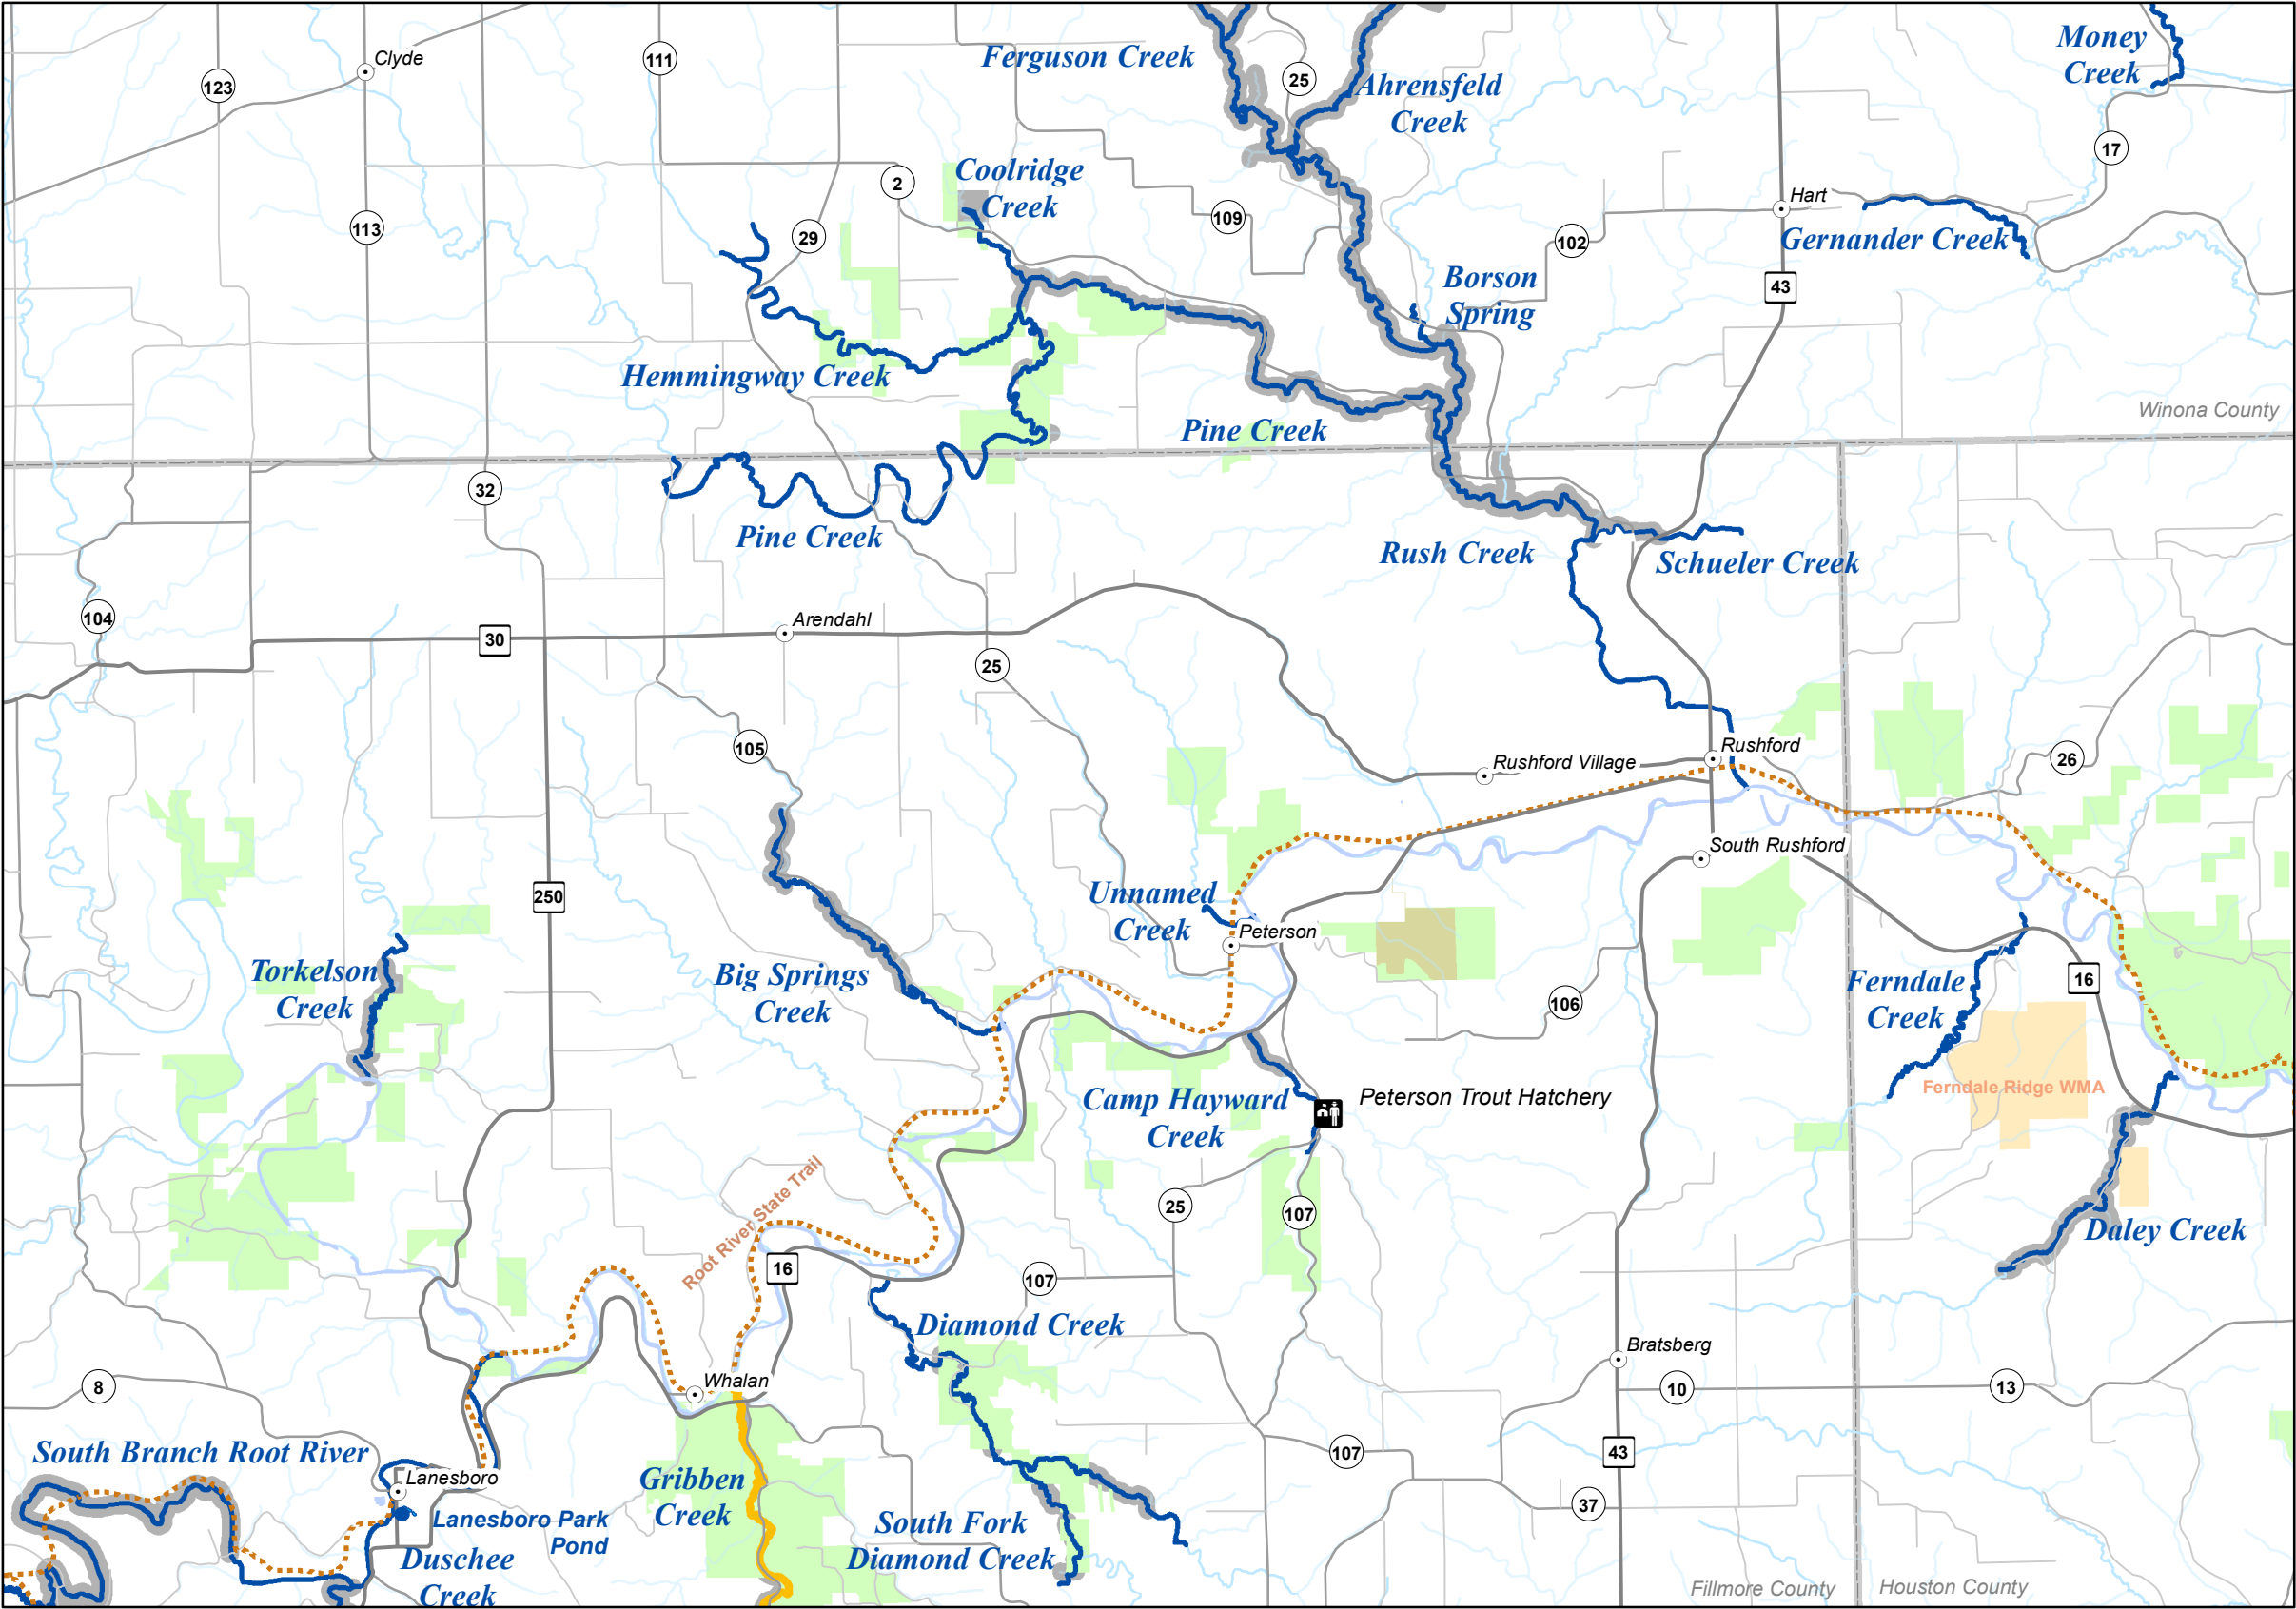 Clyde
123
111
Ferguson Creek
25
Ahrensfeld
Creek
Money
Creek
17
113
29
2
Coolridge
Creek
109
102
Hart
Gernander Creek
43
Borson
Spring
Hemmingway Creek
Pine Creek
Winona County
32
Pine Creek
Rush Creek
Schueler Creek
104
30
Arendahl
25
105
Rushford Village
Rushford
26
250
South Rushford
Unnamed
Creek
Peterson
Torkelson
Creek
Big Springs
Creek
106
Ferndale
Creek
16
Ferndale Ridge WMA
Camp Hayward
Creek
Peterson Trout Hatchery
25
107
Daley Creek
Root River State Trail
16
107
Diamond Creek
Bratsberg
8
Whalan
10
13
South Branch Root River
Lanesboro
Gribben
Creek
107
43
37
Lanesboro Park
Pond
South Fork
Diamond Creek
Duschee
Creek
Fillmore County
Houston County